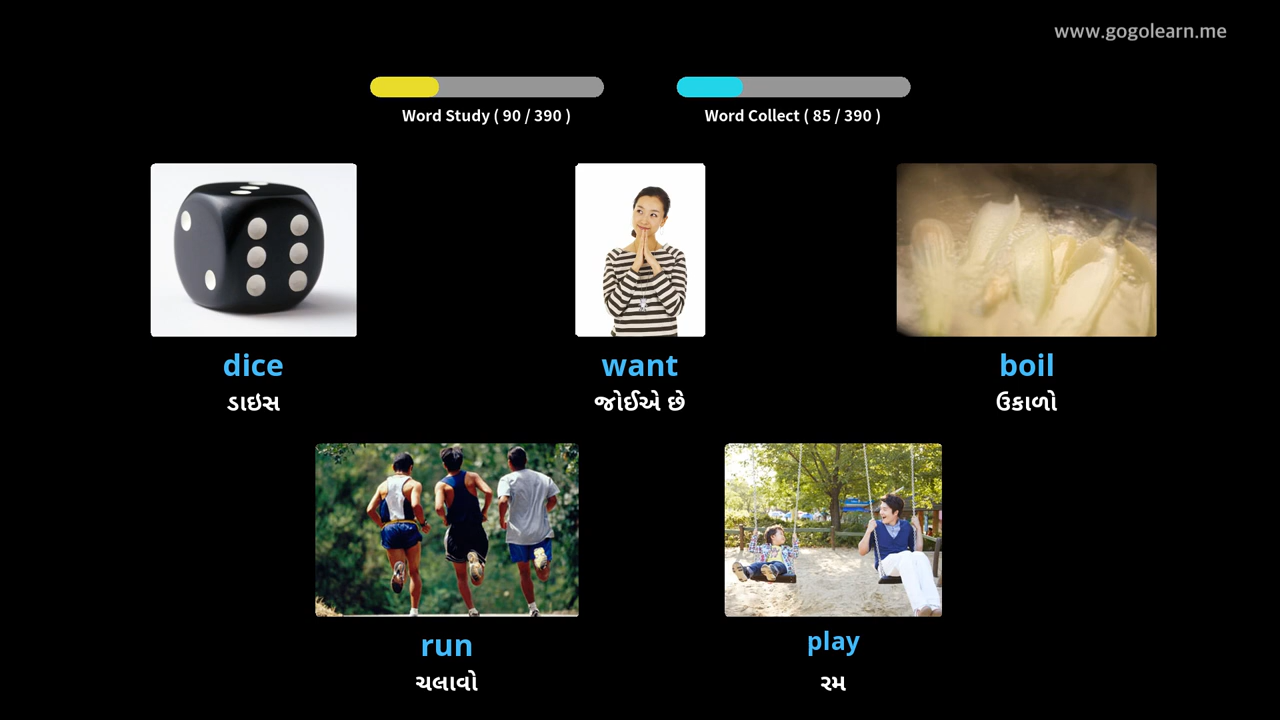 www.gogolearn.me
Word Study ( 90 / 390 )
Word Collect ( 85 / 390 )
dice
ડાઇસ
want
જોઈએ છે
boil
ઉકાળો
run
ચલાવો
play
રમ